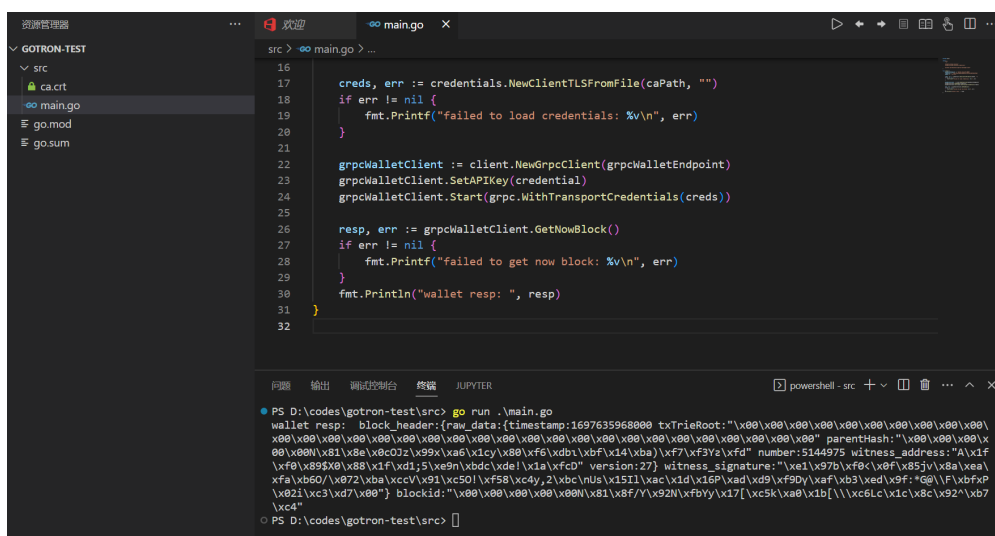 资源管理器
GOTRON-TEST
src
ca.crt
main.go
go.mod
go.sum
欢迎
main.go
src > main.go > ...
16
17 creds, err := credentials.NewClientTLSFromFile(caPath, "")
18 if err != nil {
19 fmt.Printf("failed to load credentials: %v\n", err)
20 }
21
22 grpcWalletClient := client.NewGrpcClient(grpcWalletEndpoint)
23 grpcWalletClient.SetAPIKey(credential)
24 grpcWalletClient.Start(grpc.WithTransportCredentials(creds))
25
26 resp, err := grpcWalletClient.GetNowBlock()
27 if err != nil {
28 fmt.Printf("failed to get now block: %v\n", err)
29 }
30 fmt.Println("wallet resp: ", resp)
31 }
32
问题 输出 调试控制台 终端 JUPYTER
powershell - src
PS D:\codes\gotron-test\src> go run .\main.go
wallet resp:  block_header:{raw_data:{timestamp:1697635968000 txTrieRoot:"\x00\x00\x00\x00\x00\x00\x00\x00\x00\x00\
x00\x00\x00\x00\x00\x00\x00\x00\x00\x00\x00\x00\x00\x00\x00\x00\x00\x00\x00\x00\x00\x00" parentHash:"\x00\x00\x00\x
00\x00N\x81\x8e\x0cOJz\x99x\xa6\x1cy\x80\xf6\xdbt\xbf\x14\xba)\xf7\xf3Yz\xfd" number:5144975 witness_address:"A\x1f
\xf0\x89$X0\x88\x1f\xd1;5\xe9n\xbdc\xde!\x1a\xfcD" version:27} witness_signature:"\xe1\x97b\xf0<\x0f\x85jv\x8a\xea\
xfa\xb6O/\x072\xba\xccV\x91\xc5O!\xf58\xc4y,2\xbc\nUs\x15Il\xac\x1d\x16P\xad\xd9\xf9Dy\xaf\xb3\xed\x9f:*G@\\F\xbfxP
\x02i\xc3\xd7\x00"} blockid:"\x00\x00\x00\x00\x00N\x81\x8f/Y\x92N\xfbYy\x17[\xc5k\xa0\x1b[\\\xc6Lc\x1c\x8c\x92^\xb7
\xc4"
PS D:\codes\gotron-test\src>